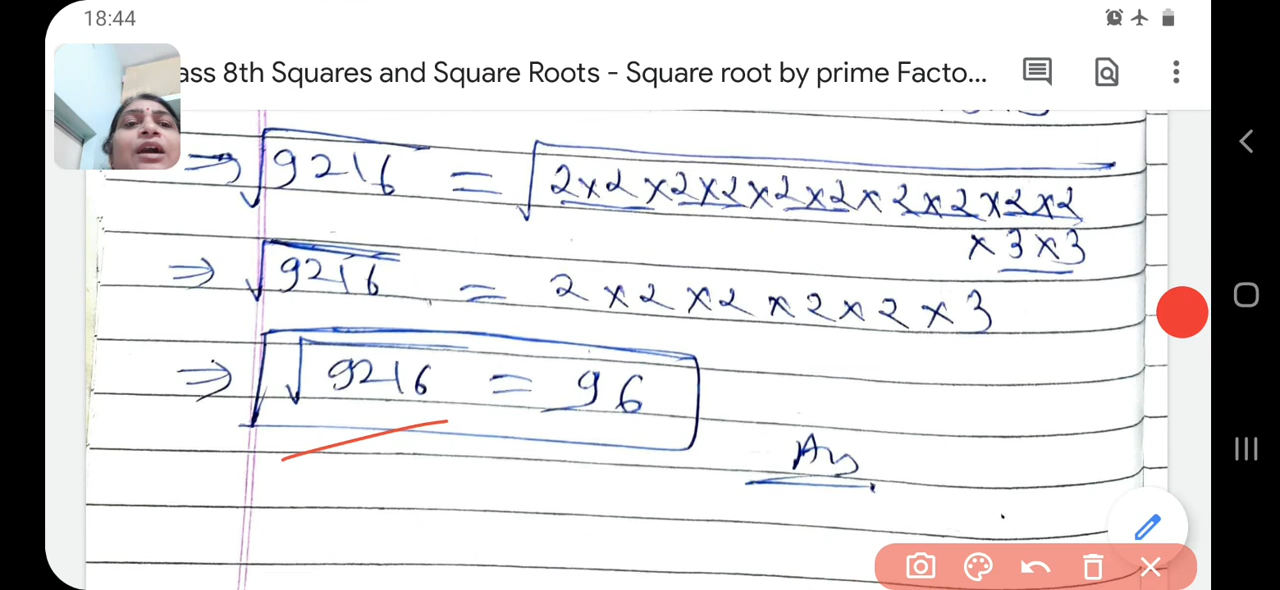 18:44
ass 8th Squares and Square Roots - Square root by prime Facto...
⇒ √9216 = √2×2×2×2×2×2×2×2×2×2
×3×3
⇒ √9216 = 2×2×2×2×2×3
⇒ √9216 = 96
Ans